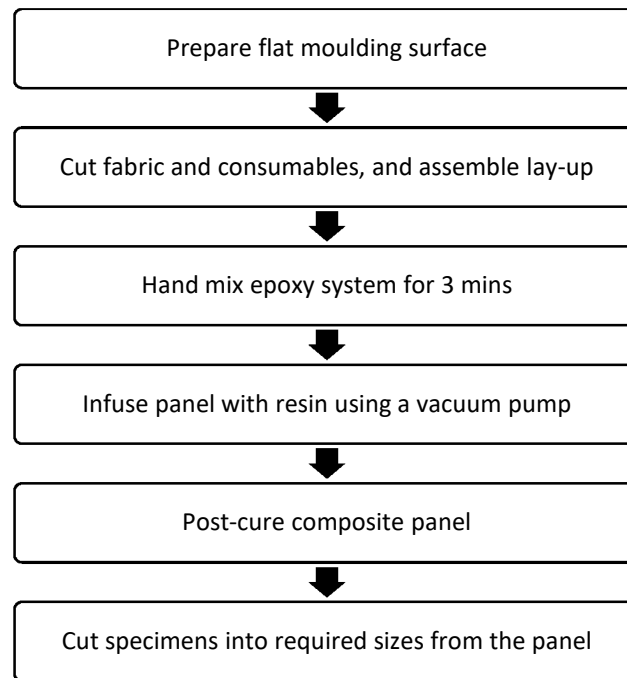 Prepare flat moulding surface
Cut fabric and consumables, and assemble lay-up
Hand mix epoxy system for 3 mins
Infuse panel with resin using a vacuum pump
Post-cure composite panel
Cut specimens into required sizes from the panel